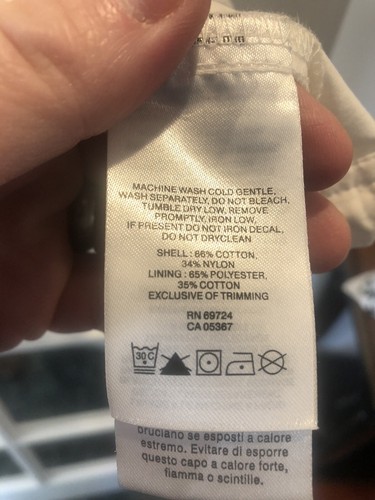 MACHINE WASH COLD GENTLE,
WASH SEPARATELY, DO NOT BLEACH,
TUMBLE DRY LOW, REMOVE
PROMPTLY, IRON LOW,
IF PRESENT DO NOT IRON DECAL,
DO NOT DRYCLEAN
SHELL : 66% COTTON,
34% NYLON
LINING : 65% POLYESTER,
35% COTTON
EXCLUSIVE OF TRIMMING
RN 69724
CA 05367
30 C
bruciano se esposti a calore
estremo. Evitare di esporre
questo capo a calore forte,
fiamma o scintille.